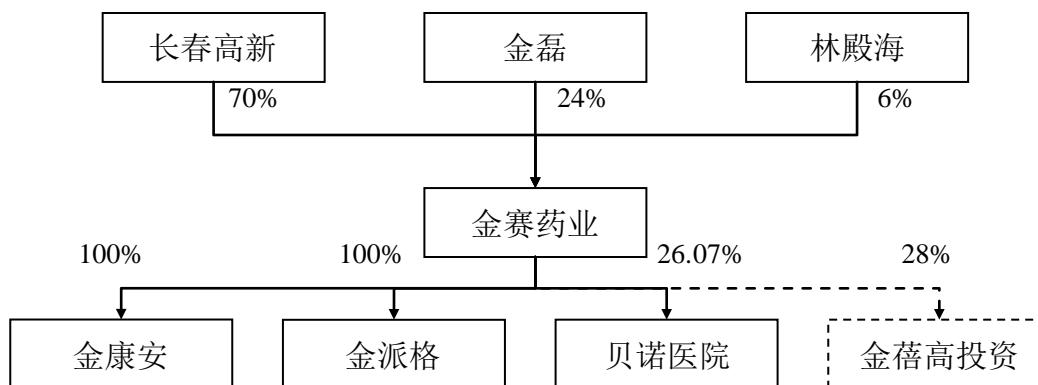 长春高新 金磊 林殿海
70% 24% 6%
金赛药业
100% 100% 26.07% 28%
金康安 金派格 贝诺医院 金蓓高投资